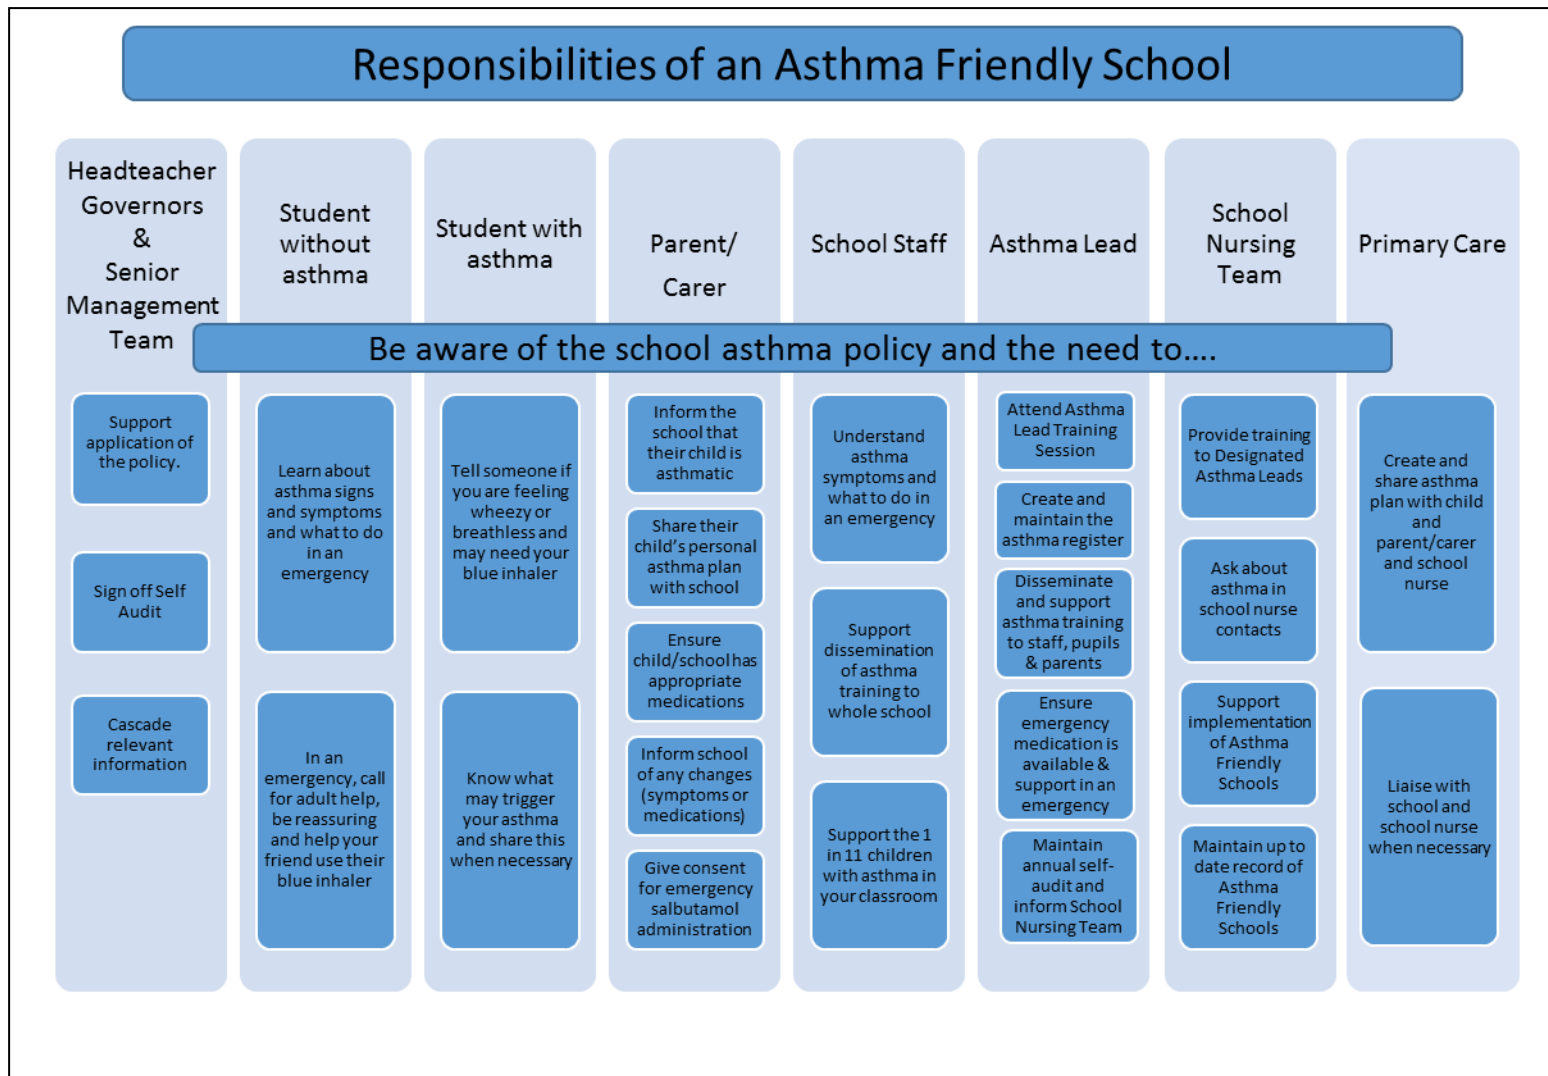 Responsibilities of an Asthma Friendly School
Headteacher
Governors
&
Senior
Management
Team
Student
without
asthma
Student with
asthma
Parent/
Carer
School Staff
Asthma Lead
School
Nursing
Team
Primary Care
Be aware of the school asthma policy and the need to....
Support
application of
the policy.
Sign off Self
Audit
Cascade
relevant
information
Learn about
asthma signs
and symptoms
and what to do
in an
emergency
In an
emergency, call
for adult help,
be reassuring
and help your
friend use their
blue inhaler
Tell someone if
you are feeling
wheezy or
breathless and
may need your
blue inhaler
Know what
may trigger
your asthma
and share this
when necessary
Inform the
school that
their child is
asthmatic
Share their
child’s personal
asthma plan
with school
Ensure
child/school has
appropriate
medications
Inform school
of any changes
(symptoms or
medications)
Give consent
for emergency
salbutamol
administration
Understand
asthma
symptoms and
what to do in
an emergency
Support
dissemination
of asthma
training to
whole school
Support the 1
in 11 children
with asthma in
your classroom
Attend Asthma
Lead Training
Session
Create and
maintain the
asthma register
Disseminate
and support
asthma training
to staff, pupils
& parents
Ensure
emergency
medication is
available &
support in an
emergency
Maintain
annual self-
audit and
inform School
Nursing Team
Provide training
to Designated
Asthma Leads
Ask about
asthma in
school nurse
contacts
Support
implementation
of Asthma
Friendly
Schools
Maintain up to
date record of
Asthma
Friendly
Schools
Create and
share asthma
plan with child
and
parent/carer
and school
nurse
Liaise with
school and
school nurse
when necessary